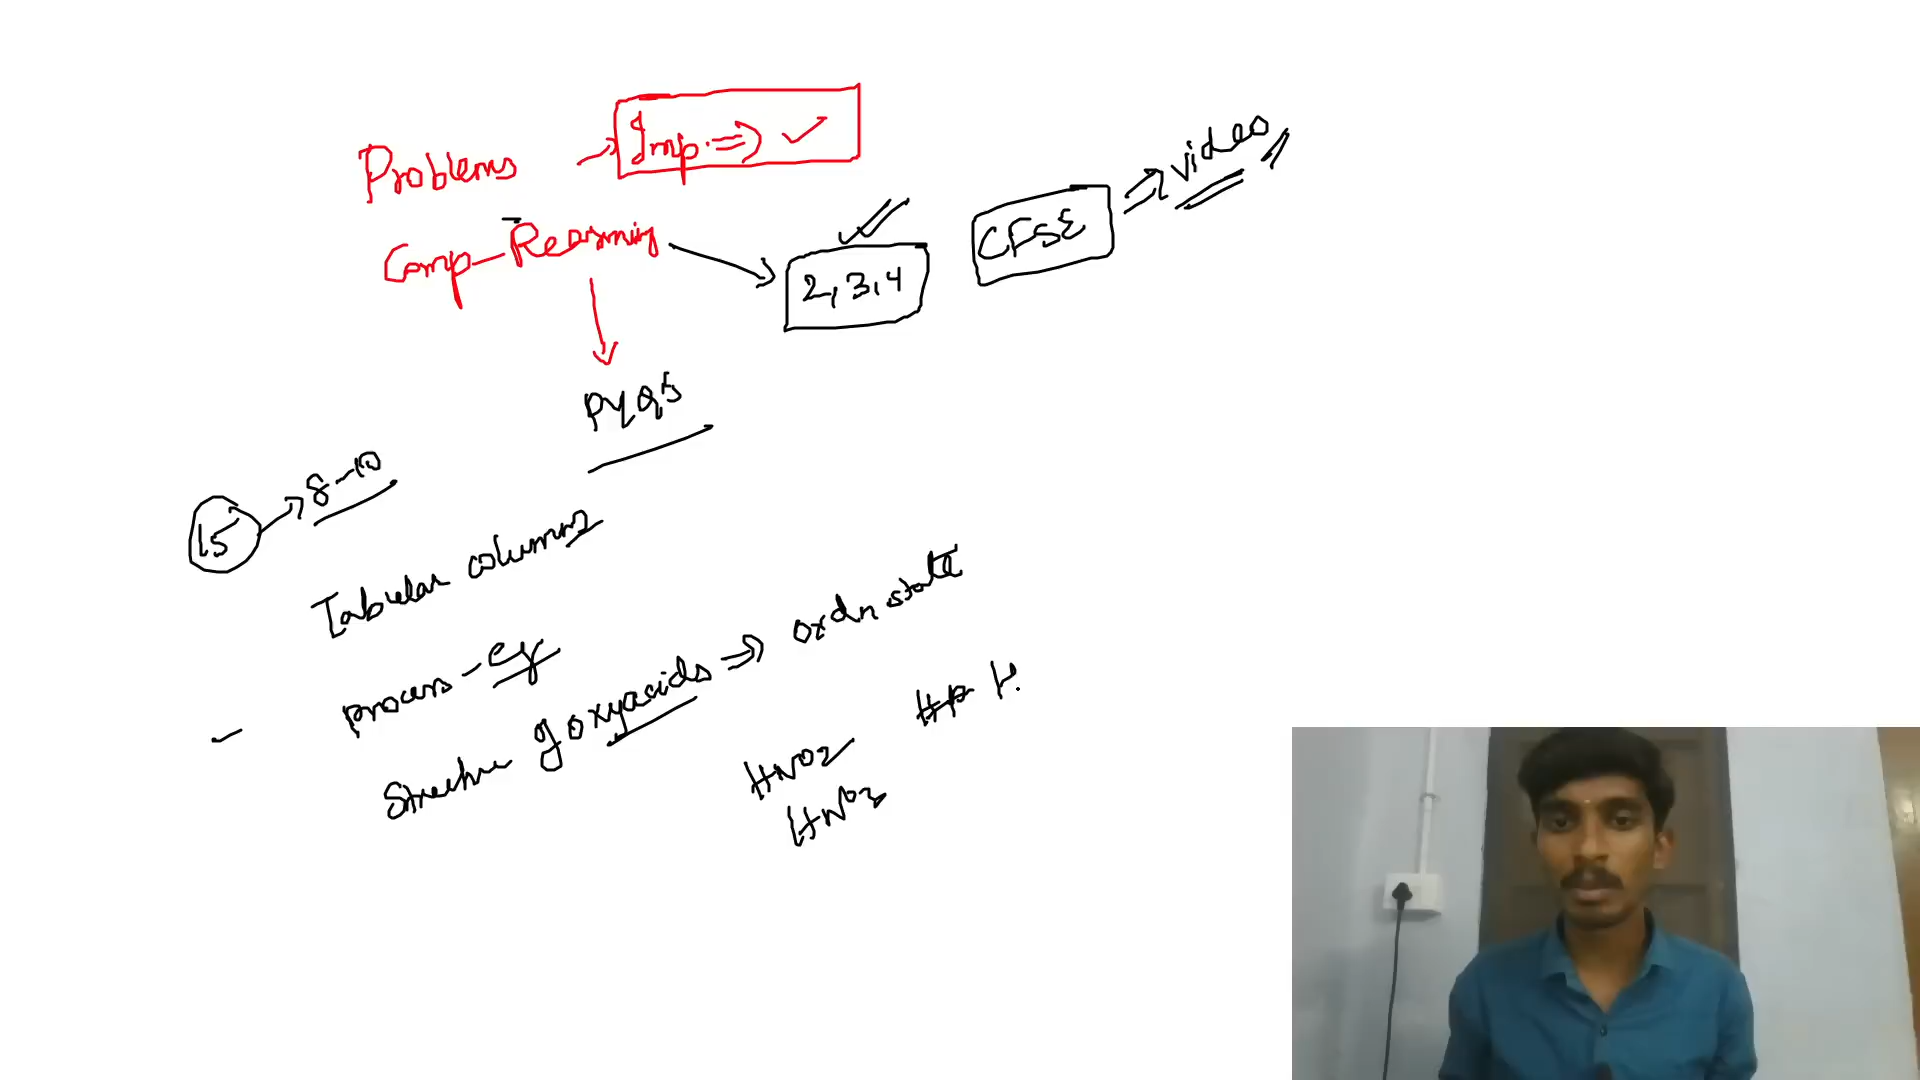 Problems → Imp. ⇒ ✓
Comp-Reasoning → 2, 3, 4
CFSE ⇒ video
PYQs
15 → 8-10
Tabular columns
process - eg
Structure of oxyacids ⇒ oxdn state
HNO2
HNO3